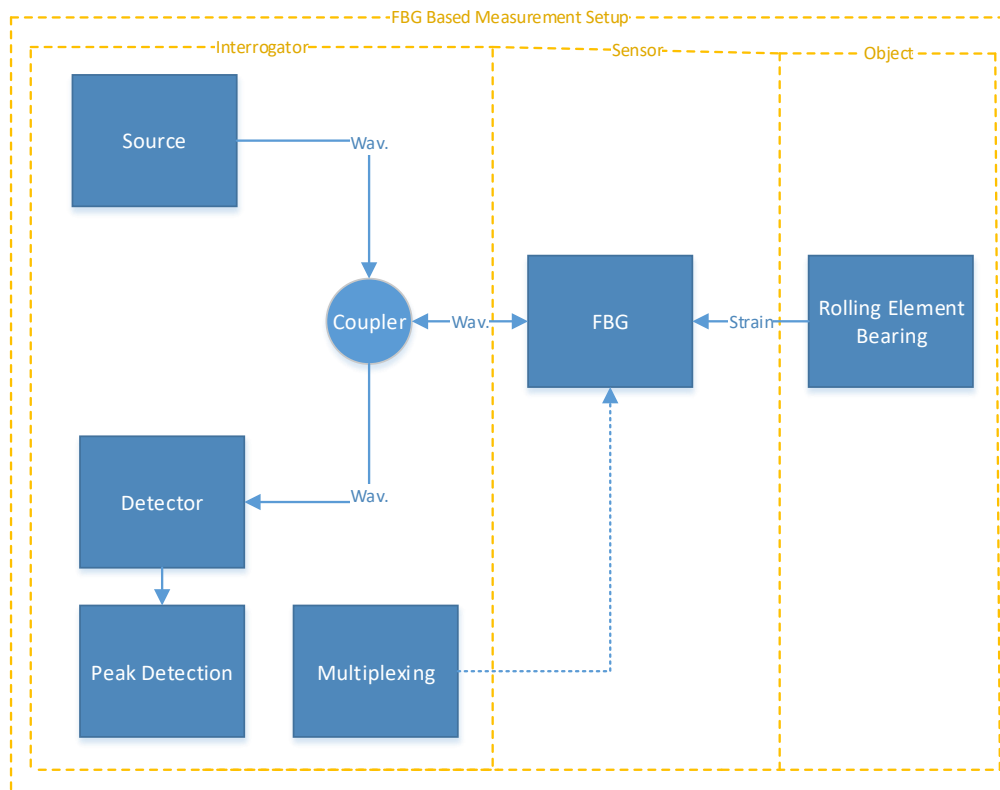 FBG Based Measurement Setup
Interrogator
Sensor
Object
Source
Wav.
Coupler
Wav.
FBG
Strain
Rolling Element
Bearing
Detector
Wav.
Peak Detection
Multiplexing